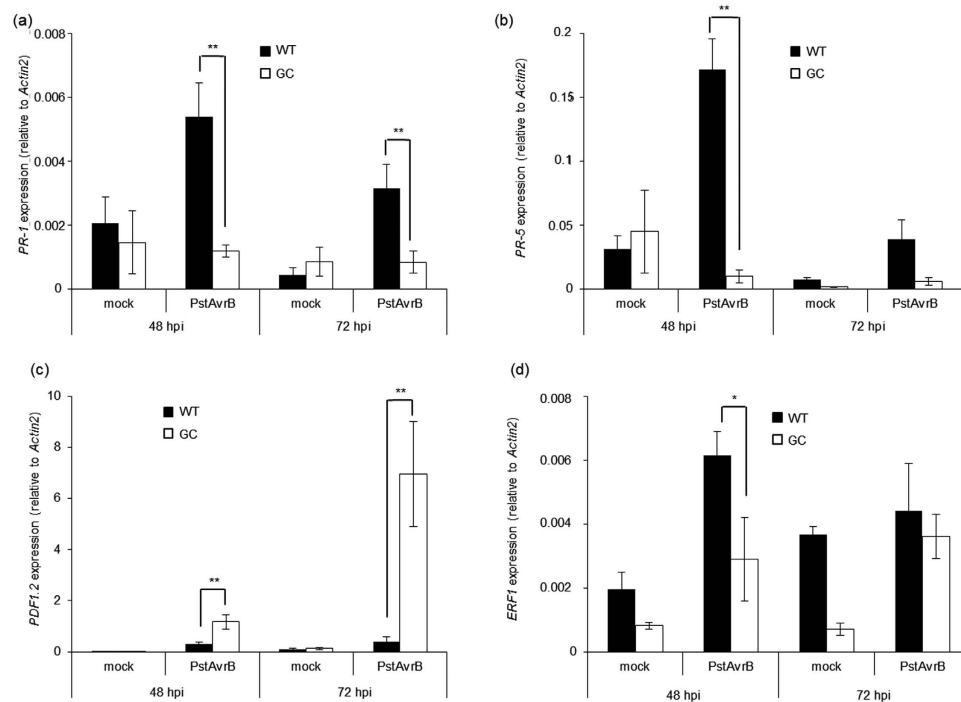 (a)
PR-1_expression_(relative to Actin2)
0.008
0.006
0.004
0.002
0
**
**
WT
GC
mock
PstAvrB
mock
PstAvrB
48 hpi
72 hpi
(b)
PR-5 expression (relative to Actin2)
0.2
0.15
0.1
0.05
0
**
WT
GC
mock
PstAvrB
mock
PstAvrB
48 hpi
72 hpi
(c)
PDF1.2 expression (relative to Actin2)
10
8
6
4
2
0
**
**
WT
GC
mock
PstAvrB
mock
PstAvrB
48 hpi
72 hpi
(d)
ERF1 expression (relative to Actin2)
0.008
0.006
0.004
0.002
0
*
WT
GC
mock
PstAvrB
mock
PstAvrB
48 hpi
72 hpi